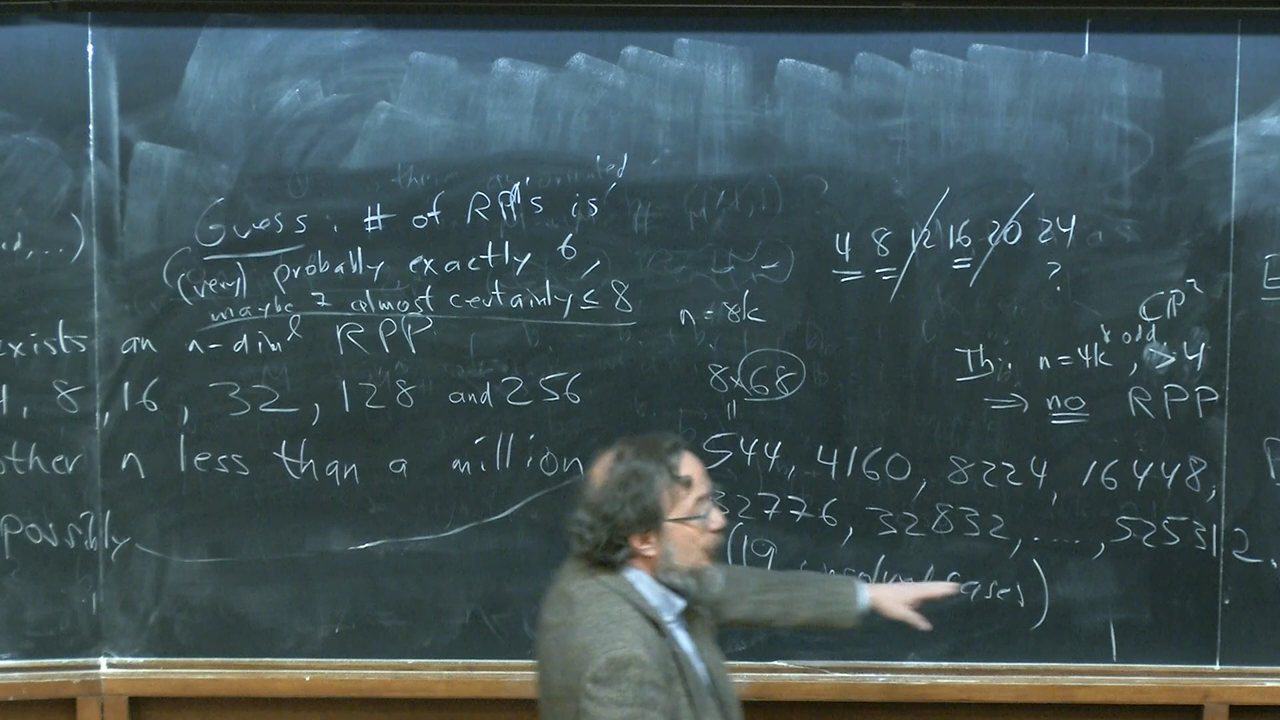 Guess: # of RPP's is
(very) probably exactly 6,
maybe 7 almost certainly ≤ 8
exists an n-diml RPP
4, 8, 16, 32, 128 and 256
other n less than a million
possibly
4 8 12 16 20 24
?
n = 8k
8×68
=
544, 4160, 8224, 16448,
32776, 32832, ...., 525312.
(19 cases)
CP²
Th: n = 4k, k odd, > 4
⇒ no RPP